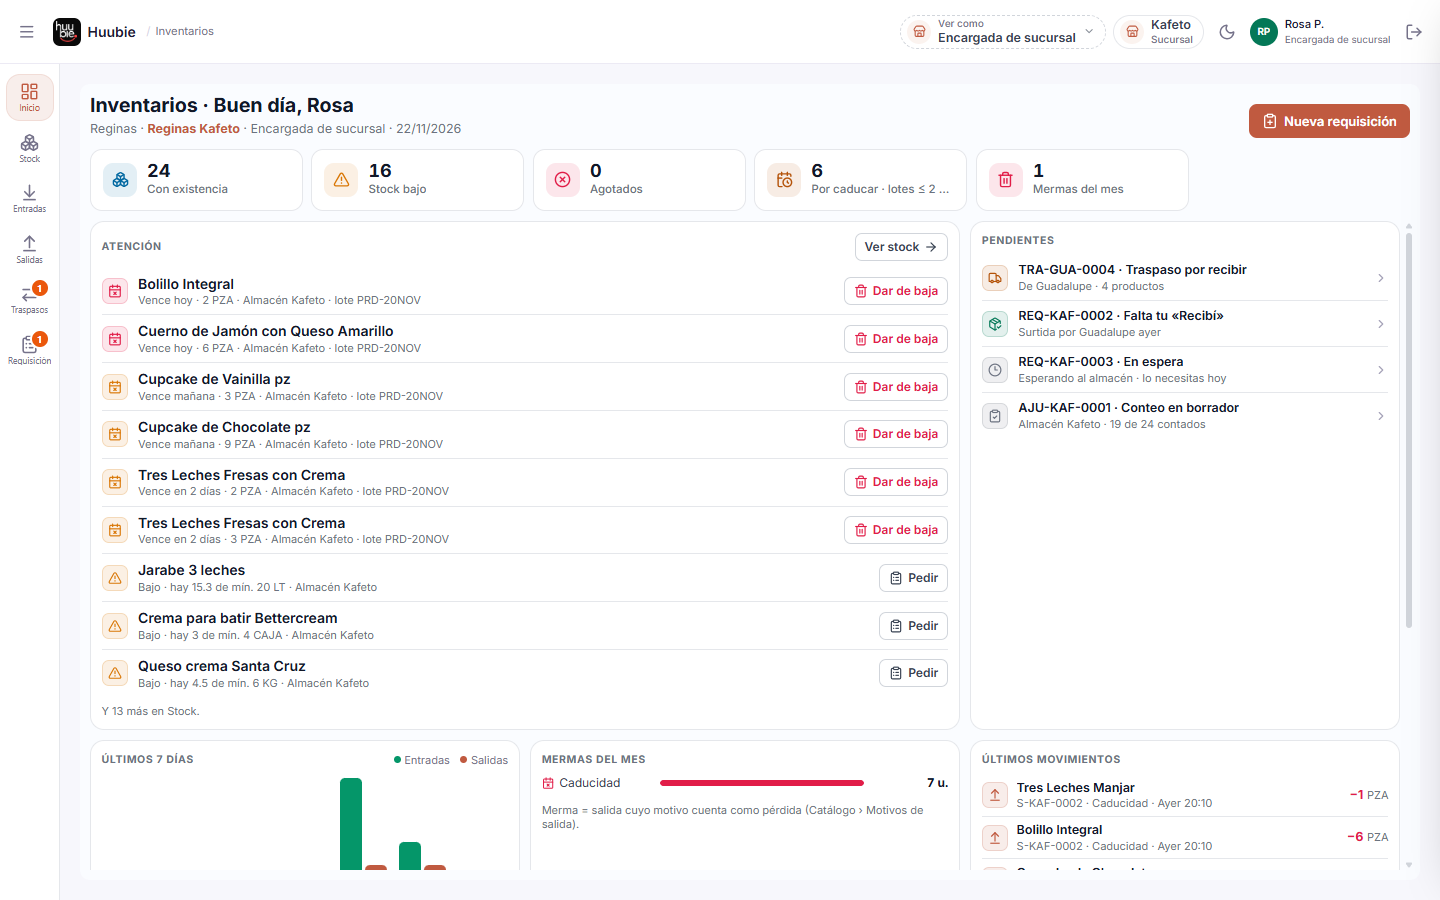 huubie
Huubie / Inventarios
Ver como
Encargada de sucursal
Kafeto
Sucursal
RP
Rosa P.
Encargada de sucursal
Inicio
Stock
Entradas
Salidas
1
Traspasos
1
Requisición
Inventarios · Buen día, Rosa
Reginas · Reginas Kafeto · Encargada de sucursal · 22/11/2026
Nueva requisición
24
Con existencia
16
Stock bajo
0
Agotados
6
Por caducar · lotes ≤ 2 ...
1
Mermas del mes
ATENCIÓN
Ver stock
Bolillo Integral
Vence hoy · 2 PZA · Almacén Kafeto · lote PRD-20NOV
Dar de baja
Cuerno de Jamón con Queso Amarillo
Vence hoy · 6 PZA · Almacén Kafeto · lote PRD-20NOV
Dar de baja
Cupcake de Vainilla pz
Vence mañana · 3 PZA · Almacén Kafeto · lote PRD-20NOV
Dar de baja
Cupcake de Chocolate pz
Vence mañana · 9 PZA · Almacén Kafeto · lote PRD-20NOV
Dar de baja
Tres Leches Fresas con Crema
Vence en 2 días · 2 PZA · Almacén Kafeto · lote PRD-20NOV
Dar de baja
Tres Leches Fresas con Crema
Vence en 2 días · 3 PZA · Almacén Kafeto · lote PRD-20NOV
Dar de baja
Jarabe 3 leches
Bajo · hay 15.3 de mín. 20 LT · Almacén Kafeto
Pedir
Crema para batir Bettercream
Bajo · hay 3 de mín. 4 CAJA · Almacén Kafeto
Pedir
Queso crema Santa Cruz
Bajo · hay 4.5 de mín. 6 KG · Almacén Kafeto
Pedir
Y 13 más en Stock.
PENDIENTES
TRA-GUA-0004 · Traspaso por recibir
De Guadalupe · 4 productos
REQ-KAF-0002 · Falta tu «Recibí»
Surtida por Guadalupe ayer
REQ-KAF-0003 · En espera
Esperando al almacén · lo necesitas hoy
AJU-KAF-0001 · Conteo en borrador
Almacén Kafeto · 19 de 24 contados
ÚLTIMOS 7 DÍAS
Entradas
Salidas
MERMAS DEL MES
Caducidad
7 u.
Merma = salida cuyo motivo cuenta como pérdida (Catálogo › Motivos de
salida).
ÚLTIMOS MOVIMIENTOS
Tres Leches Manjar
S-KAF-0002 · Caducidad · Ayer 20:10
−1 PZA
Bolillo Integral
S-KAF-0002 · Caducidad · Ayer 20:10
−6 PZA